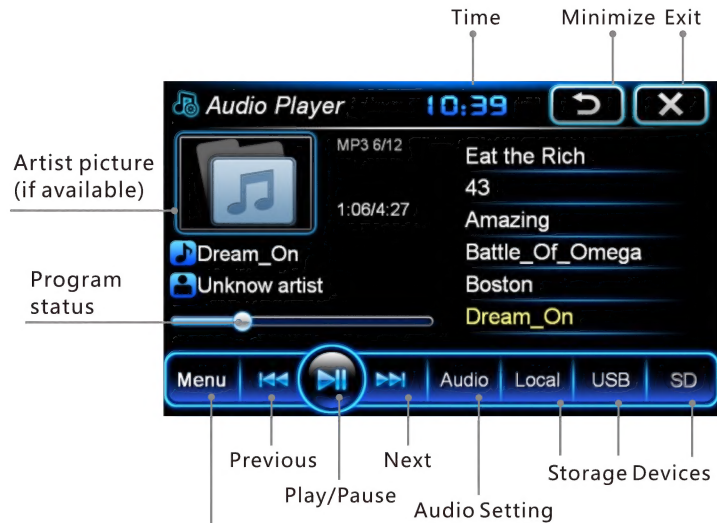 Time
Minimize Exit
Audio Player
10:39
Artist picture
(if available)
MP3 6/12
1:06/4:27
Dream_On
Unknow artist
Program
status
Eat the Rich
43
Amazing
Battle_Of_Omega
Boston
Dream_On
Menu
Audio
Local
USB
SD
Previous
Next
Storage Devices
Play/Pause
Audio Setting